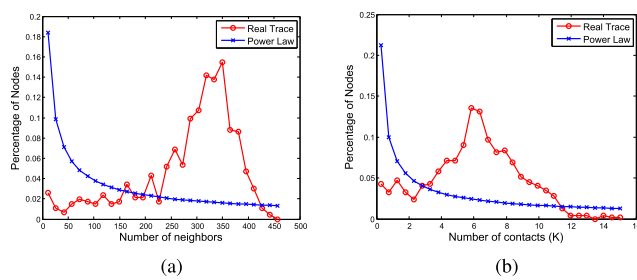 0.2
0.18
0.16
0.14
0.12
0.1
0.08
0.06
0.04
0.02
0
Percentage of Nodes
Real Trace
Power Law
0 50 100 150 200 250 300 350 400 450 500
Number of neighbors
(a)
0.25
0.2
0.15
0.1
0.05
0
Percentage of Nodes
Real Trace
Power Law
0 2 4 6 8 10 12 14
Number of contacts (K)
(b)